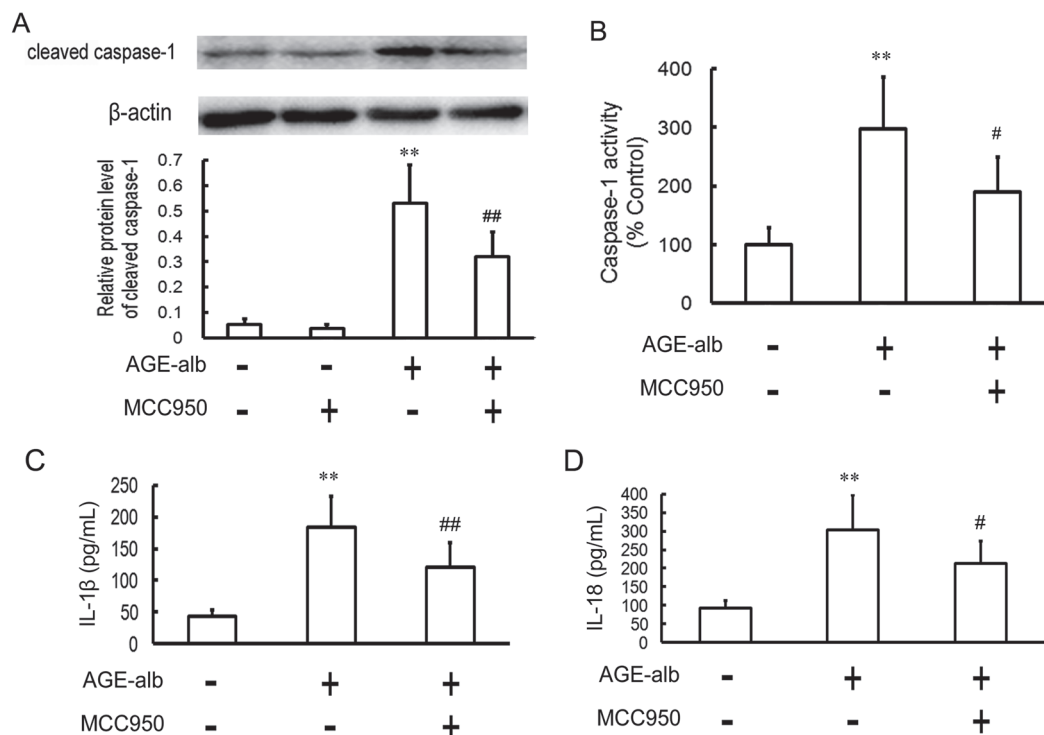 A
cleaved caspase-1
β-actin
**
##
Relative protein level
of cleaved caspase-1
0.7
0.6
0.5
0.4
0.3
0.2
0.1
0
AGE-alb - - + +
MCC950 - + - +
B
**
#
Caspase-1 activity
(% Control)
400
300
200
100
0
AGE-alb - + +
MCC950 - - +
C
**
##
IL-1β (pg/mL)
250
200
150
100
50
0
AGE-alb - + +
MCC950 - - +
D
**
#
IL-18 (pg/mL)
400
350
300
250
200
150
100
50
0
AGE-alb - + +
MCC950 - - +